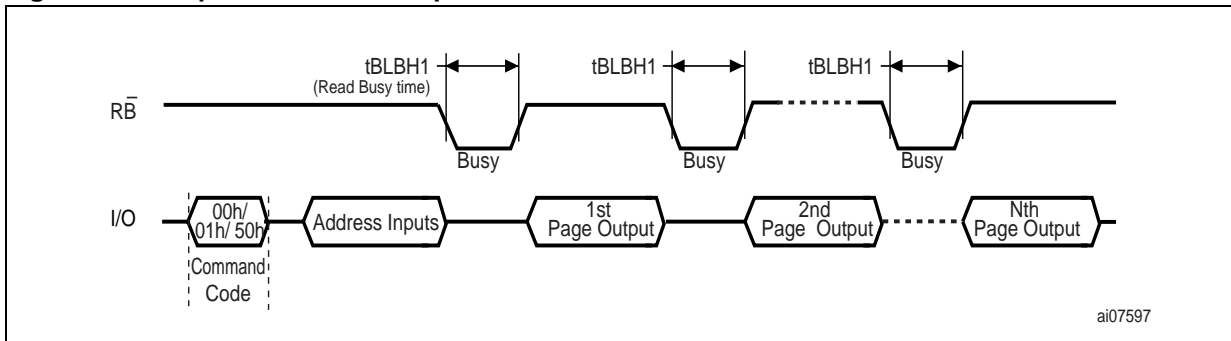 tBLBH1
(Read Busy time)
tBLBH1
tBLBH1
RB̅
Busy
Busy
Busy
I/O
00h/
01h/ 50h
Address Inputs
1st
Page Output
2nd
Page Output
Nth
Page Output
Command
Code
ai07597